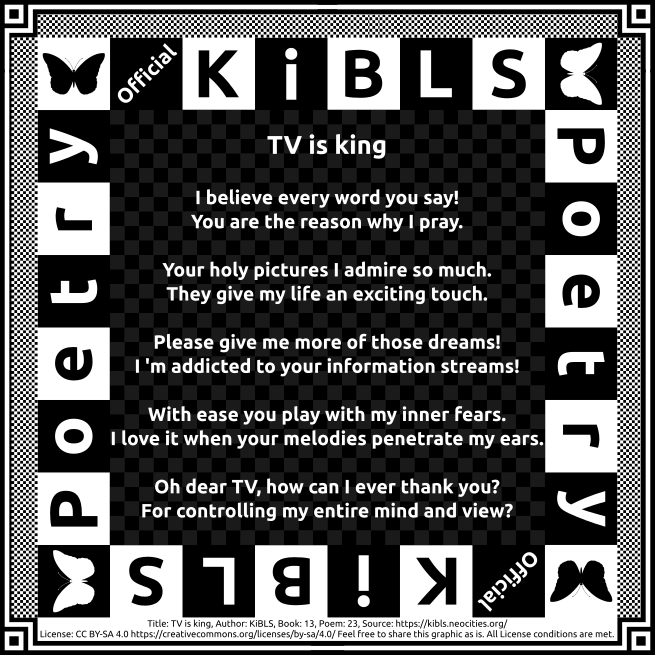 Official KiBLS
Poetry
Poetry
TV is king
I believe every word you say!
You are the reason why I pray.
Your holy pictures I admire so much.
They give my life an exciting touch.
Please give me more of those dreams!
I 'm addicted to your information streams!
With ease you play with my inner fears.
I love it when your melodies penetrate my ears.
Oh dear TV, how can I ever thank you?
For controlling my entire mind and view?
Official KiBLS
Title: TV is king, Author: KiBLS, Book: 13, Poem: 23, Source: https://kibls.neocities.org/
License: CC BY-SA 4.0 https://creativecommons.org/licenses/by-sa/4.0/ Feel free to share this graphic as is. All License conditions are met.